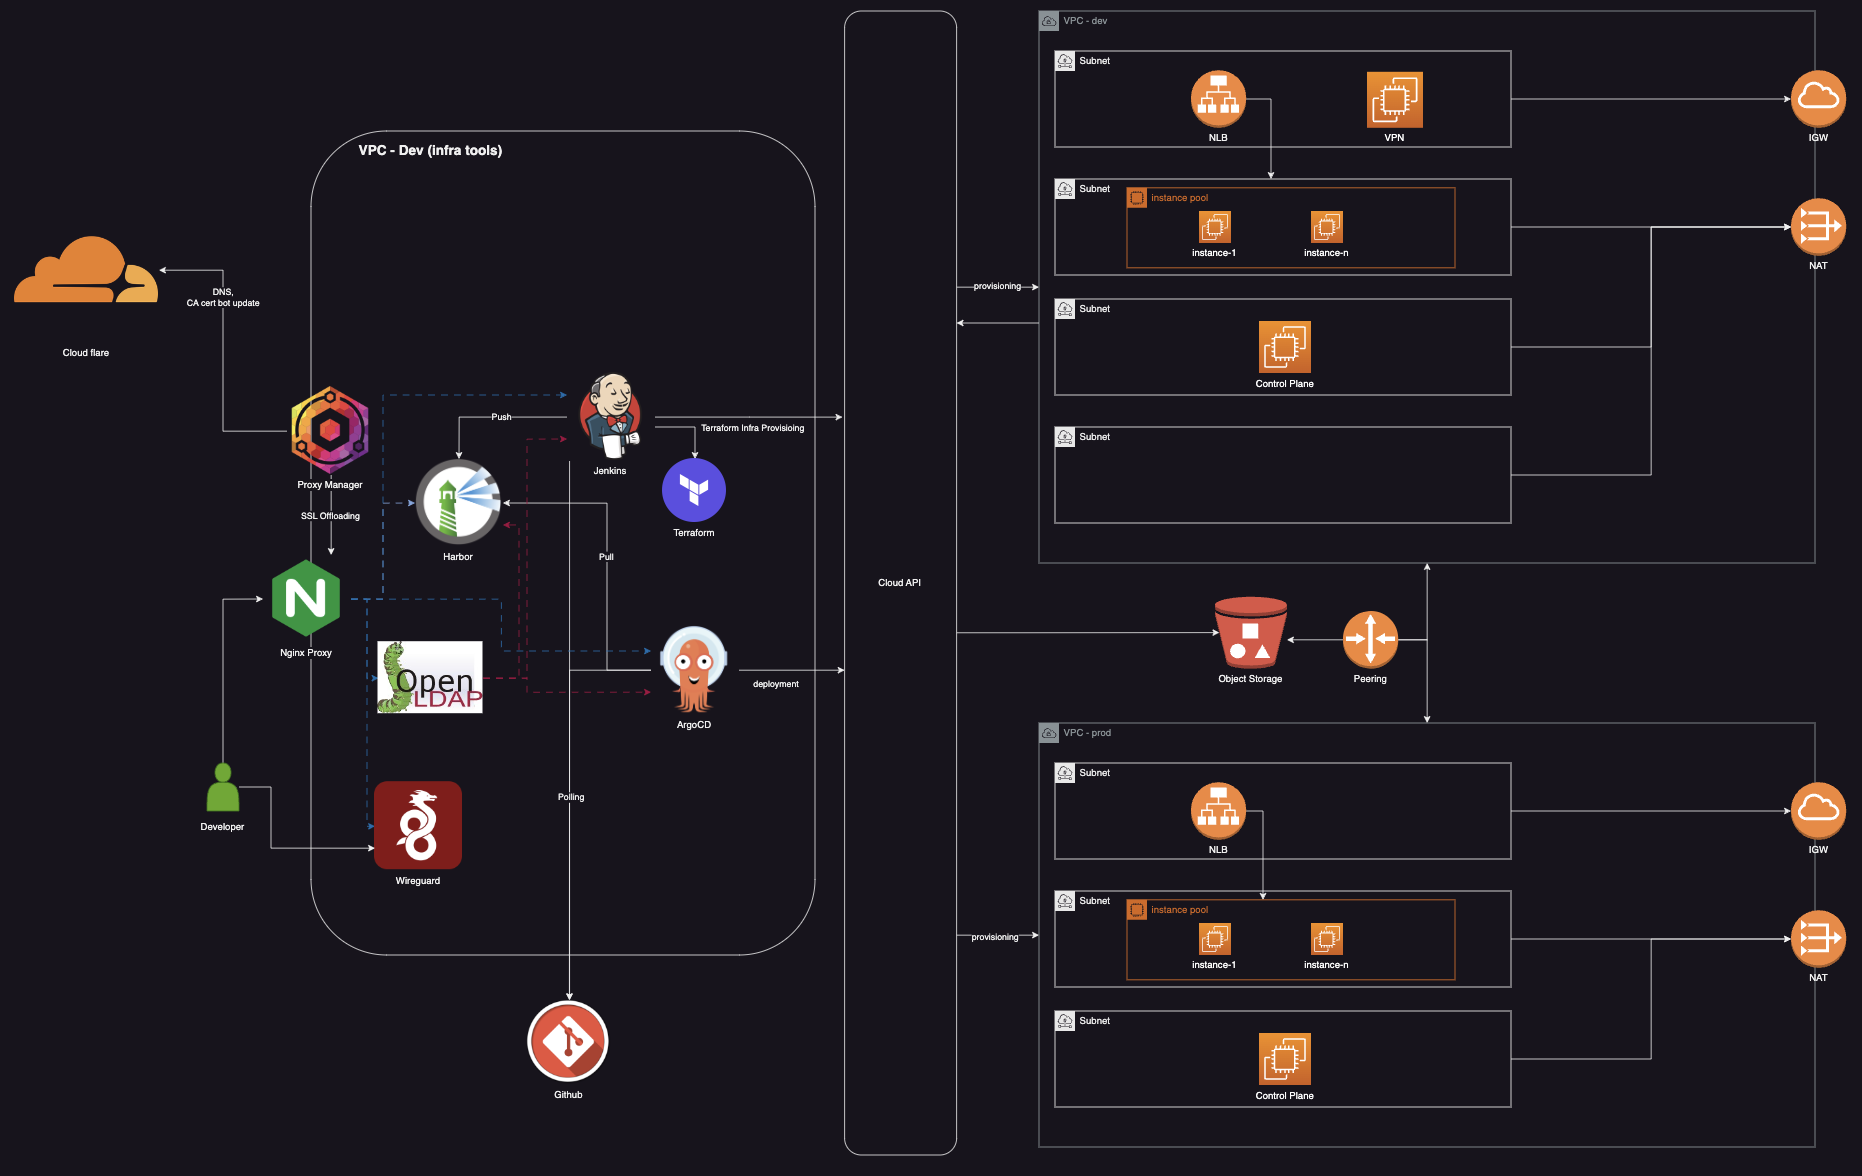 VPC - dev
Subnet
NLB
VPN
IGW
Subnet
instance pool
instance-1
instance-n
NAT
Subnet
Control Plane
Subnet
provisioning
VPC - Dev (infra tools)
DNS,
CA cert bot update
Cloud flare
Proxy Manager
SSL Offloading
Push
Jenkins
Terraform Infra Provisioing
Harbor
Terraform
Pull
N
Nginx Proxy
Open
LDAP
ArgoCD
deployment
Cloud API
Polling
Developer
Wireguard
Github
Object Storage
Peering
VPC - prod
Subnet
NLB
IGW
Subnet
instance pool
instance-1
instance-n
NAT
provisioning
Subnet
Control Plane